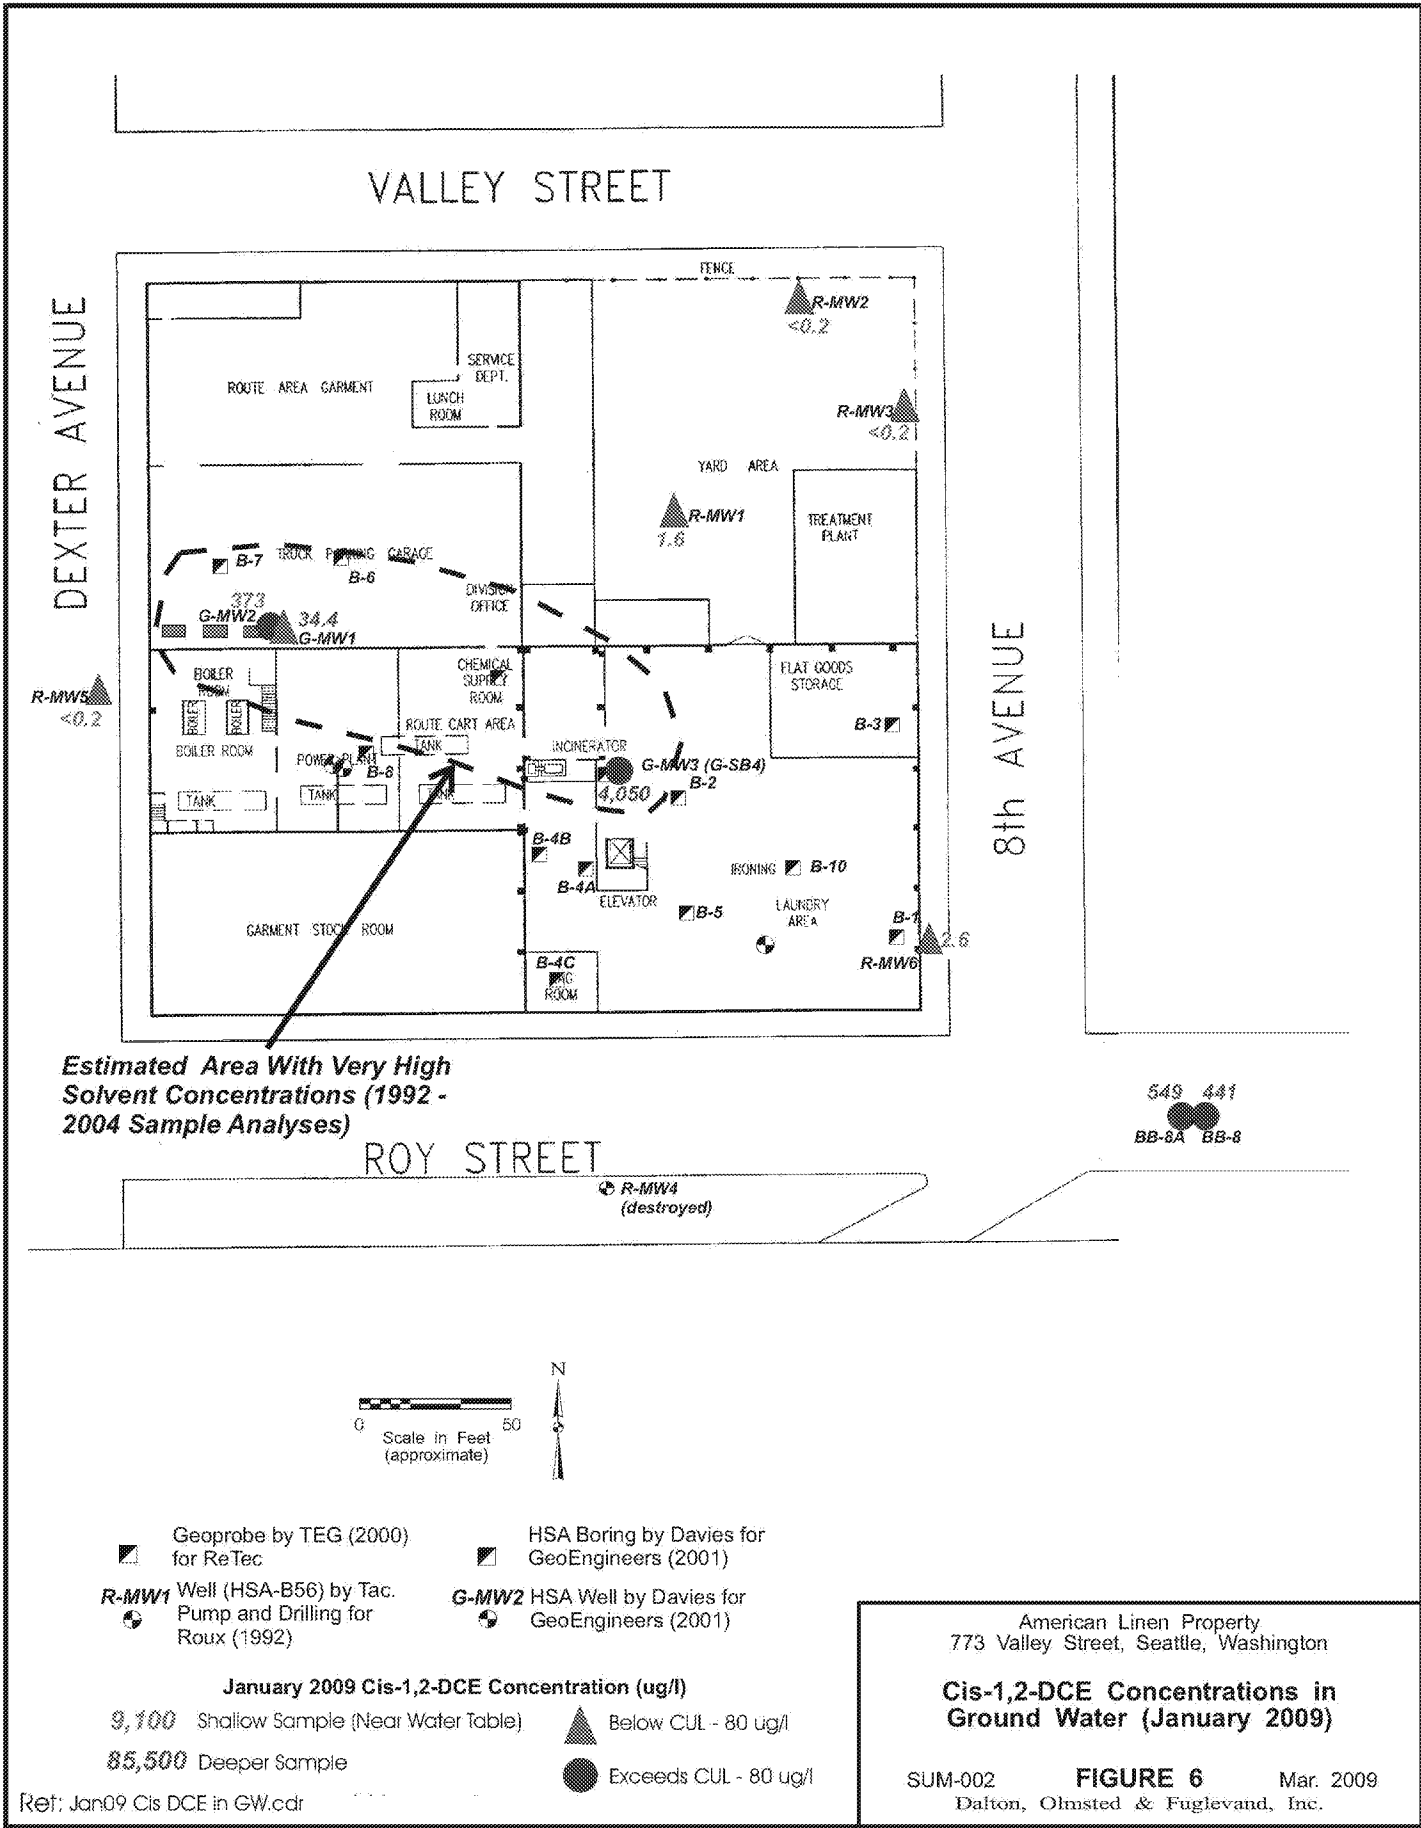 VALLEY STREET
DEXTER AVENUE
8th AVENUE
FENCE
R-MW2
<0.2
SERVICE
DEPT.
ROUTE AREA GARMENT
LUNCH
ROOM
R-MW3
<0.2
YARD AREA
R-MW1
1.6
TREATMENT
PLANT
B-7
TRUCK PARKING GARAGE
B-6
DIVISION
OFFICE
373
G-MW2
34.4
G-MW1
BOILER
ROOM
CHEMICAL
SUPPLY
ROOM
FLAT GOODS
STORAGE
R-MW5
<0.2
BOILER
BOILER
ROUTE CART AREA
B-3
BOILER ROOM
TANK
INCINERATOR
POWER PLANT
B-8
G-MW3 (G-SB4)
B-2
TANK
TANK
TANK
4,050
B-4B
B-4A
ELEVATOR
IRONING
B-10
LAUNDRY
AREA
B-5
B-1
2.6
R-MW6
GARMENT STOCK ROOM
B-4C
ROOM
Estimated Area With Very High
Solvent Concentrations (1992 -
2004 Sample Analyses)
549 441
BB-8A BB-8
ROY STREET
R-MW4
(destroyed)
N
0 50
Scale in Feet
(approximate)
Geoprobe by TEG (2000)
for ReTec
HSA Boring by Davies for
GeoEngineers (2001)
R-MW1 Well (HSA-B56) by Tac.
Pump and Drilling for
Roux (1992)
G-MW2 HSA Well by Davies for
GeoEngineers (2001)
January 2009 Cis-1,2-DCE Concentration (ug/l)
9,100 Shallow Sample (Near Water Table)
85,500 Deeper Sample
Below CUL - 80 ug/l
Exceeds CUL - 80 ug/l
Ref: Jan09 Cis DCE in GW.cdr
American Linen Property
773 Valley Street, Seattle, Washington
Cis-1,2-DCE Concentrations in
Ground Water (January 2009)
SUM-002 FIGURE 6 Mar. 2009
Dalton, Olmsted & Fuglevand, Inc.